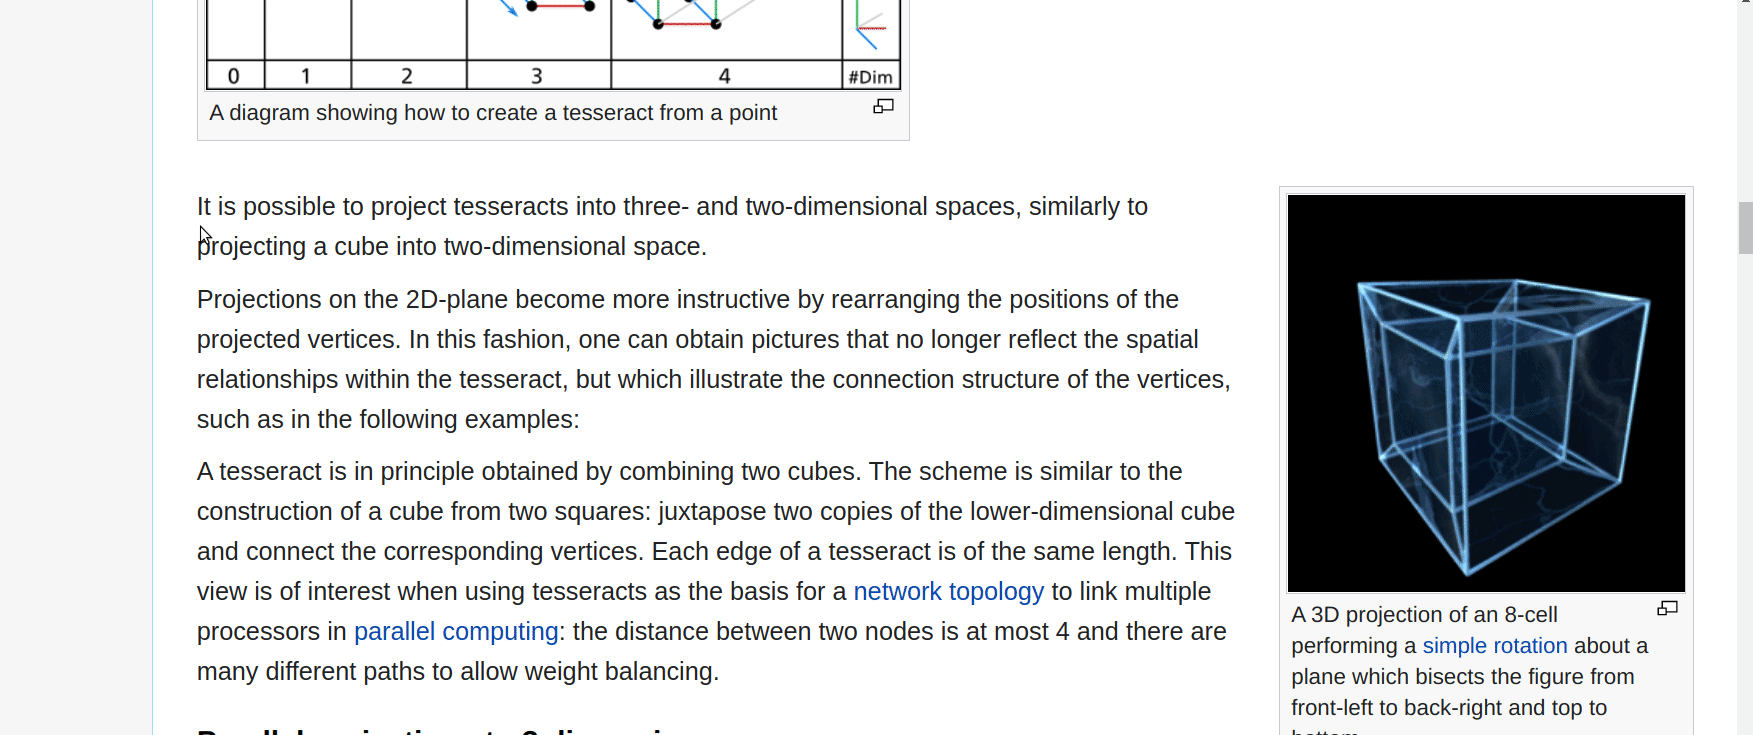 0 1 2 3 4 #Dim
A diagram showing how to create a tesseract from a point
It is possible to project tesseracts into three- and two-dimensional spaces, similarly to
projecting a cube into two-dimensional space.
Projections on the 2D-plane become more instructive by rearranging the positions of the
projected vertices. In this fashion, one can obtain pictures that no longer reflect the spatial
relationships within the tesseract, but which illustrate the connection structure of the vertices,
such as in the following examples:
A tesseract is in principle obtained by combining two cubes. The scheme is similar to the
construction of a cube from two squares: juxtapose two copies of the lower-dimensional cube
and connect the corresponding vertices. Each edge of a tesseract is of the same length. This
view is of interest when using tesseracts as the basis for a network topology to link multiple
processors in parallel computing: the distance between two nodes is at most 4 and there are
many different paths to allow weight balancing.
A 3D projection of an 8-cell
performing a simple rotation about a
plane which bisects the figure from
front-left to back-right and top to